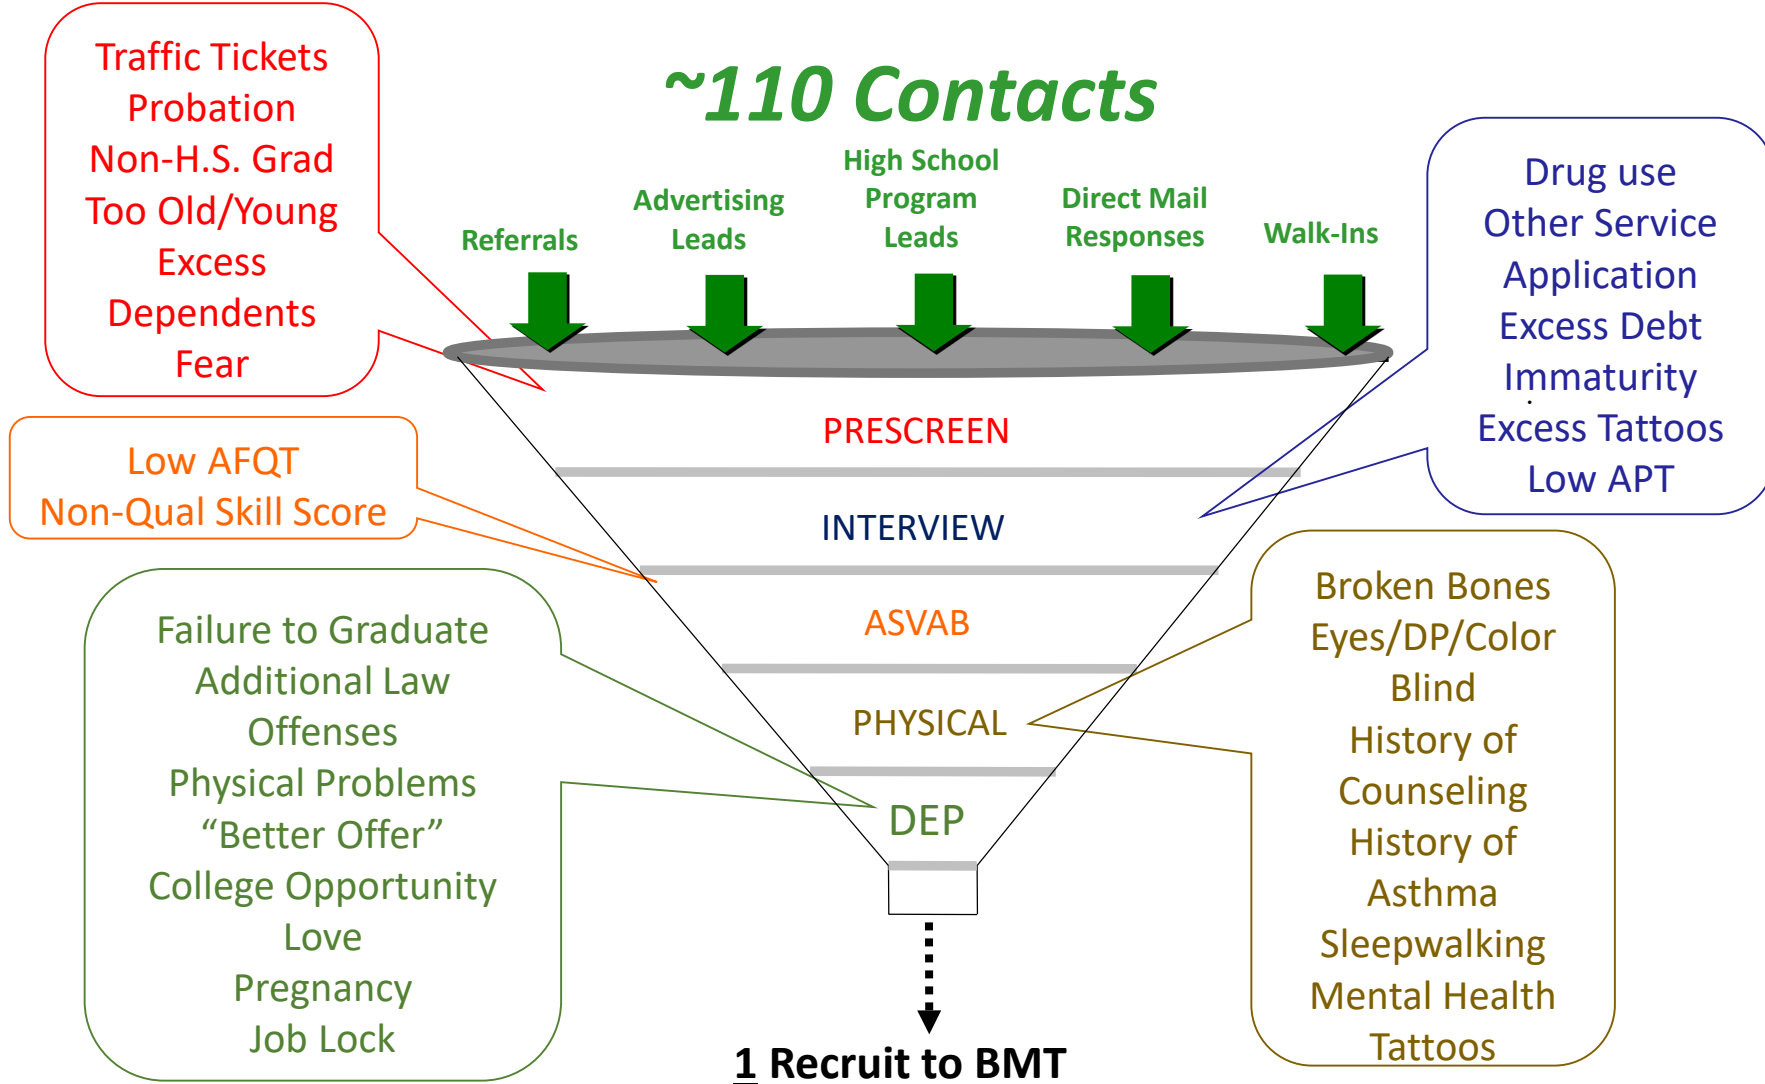 ~110 Contacts
Traffic Tickets
Probation
Non-H.S. Grad
Too Old/Young
Excess
Dependents
Fear
Referrals
Advertising
Leads
High School
Program
Leads
Direct Mail
Responses
Walk-Ins
Drug use
Other Service
Application
Excess Debt
Immaturity
.
Excess Tattoos
Low APT
PRESCREEN
Low AFQT
Non-Qual Skill Score
INTERVIEW
ASVAB
Failure to Graduate
Additional Law
Offenses
Physical Problems
“Better Offer”
College Opportunity
Love
Pregnancy
Job Lock
PHYSICAL
Broken Bones
Eyes/DP/Color
Blind
History of
Counseling
History of
Asthma
Sleepwalking
Mental Health
Tattoos
DEP
1 Recruit to BMT